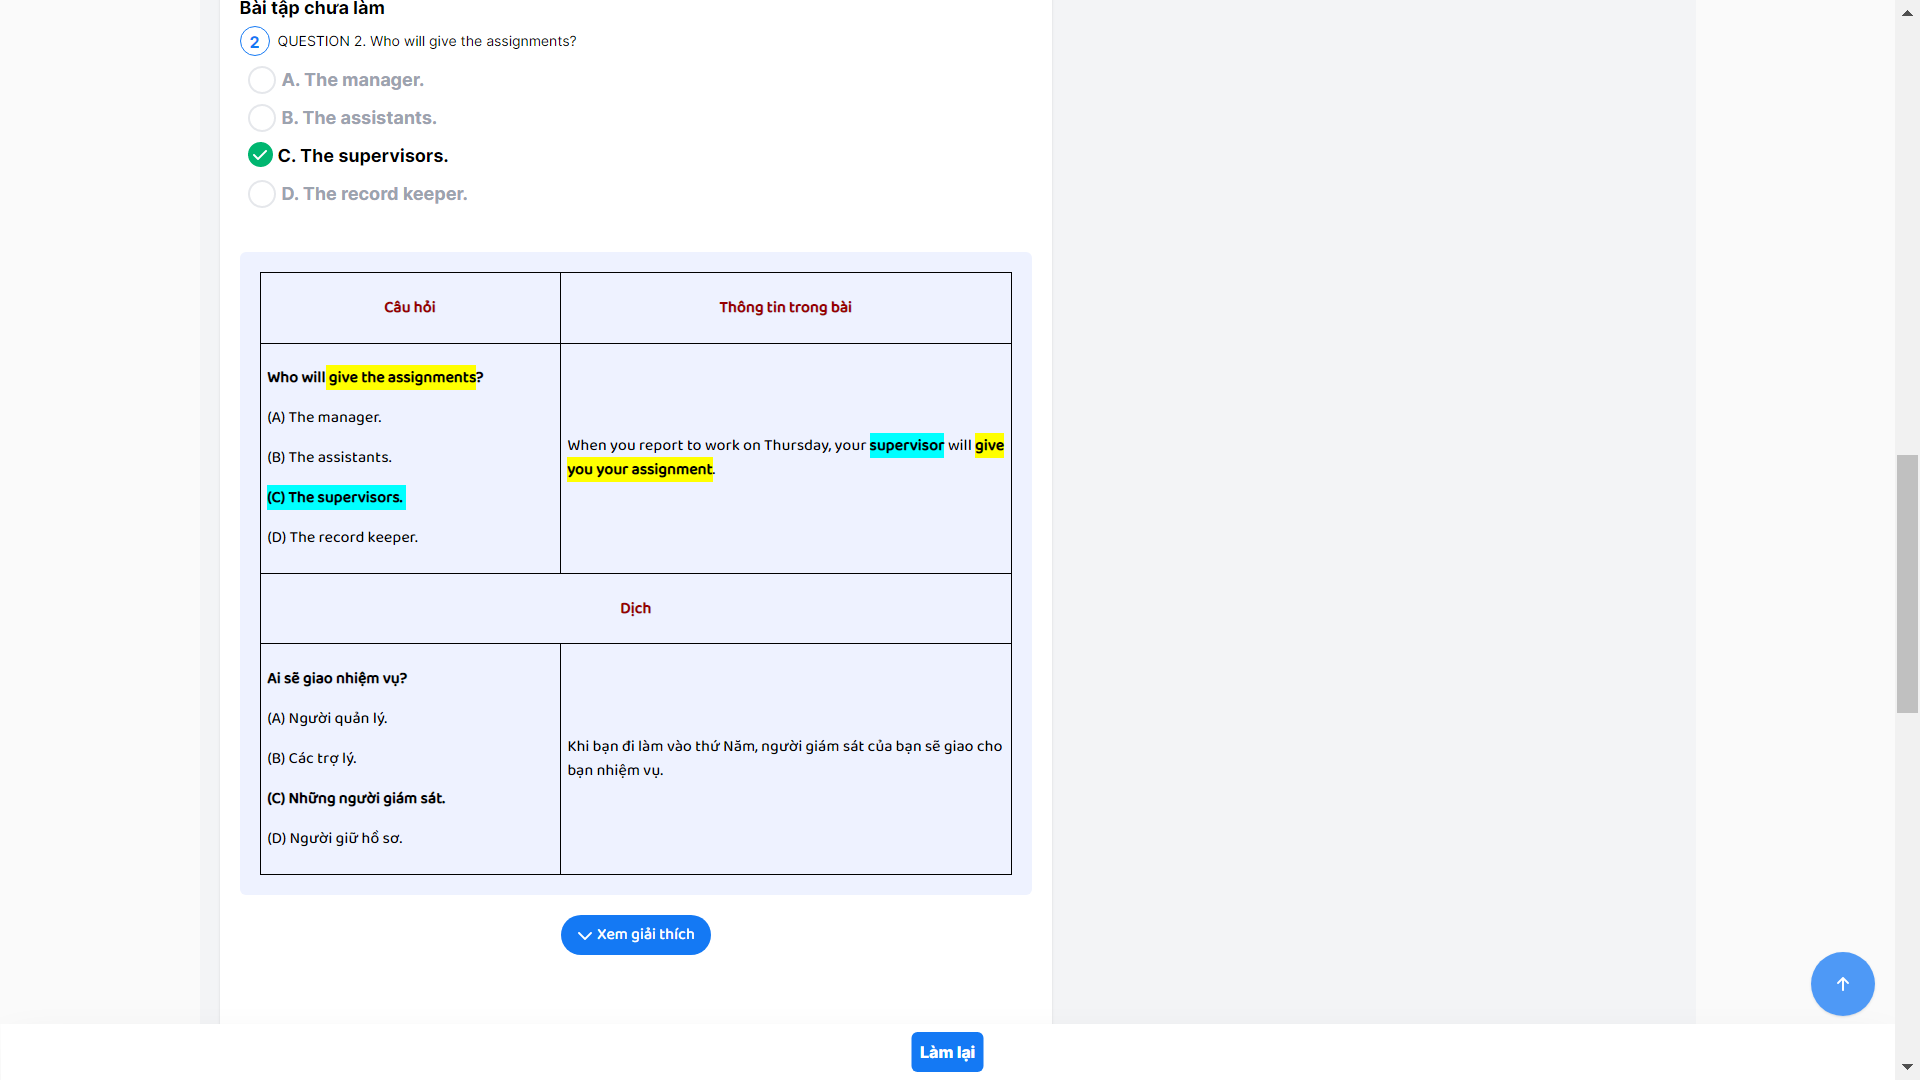 Bài tập chưa làm
2 QUESTION 2. Who will give the assignments?
A. The manager.
B. The assistants.
C. The supervisors.
D. The record keeper.
Câu hỏi
Thông tin trong bài
Who will give the assignments?
(A) The manager.
(B) The assistants.
(C) The supervisors.
(D) The record keeper.
When you report to work on Thursday, your supervisor will give
you your assignment.
Dịch
Ai sẽ giao nhiệm vụ?
(A) Người quản lý.
(B) Các trợ lý.
(C) Những người giám sát.
(D) Người giữ hồ sơ.
Khi bạn đi làm vào thứ Năm, người giám sát của bạn sẽ giao cho
bạn nhiệm vụ.
Xem giải thích
Làm lại